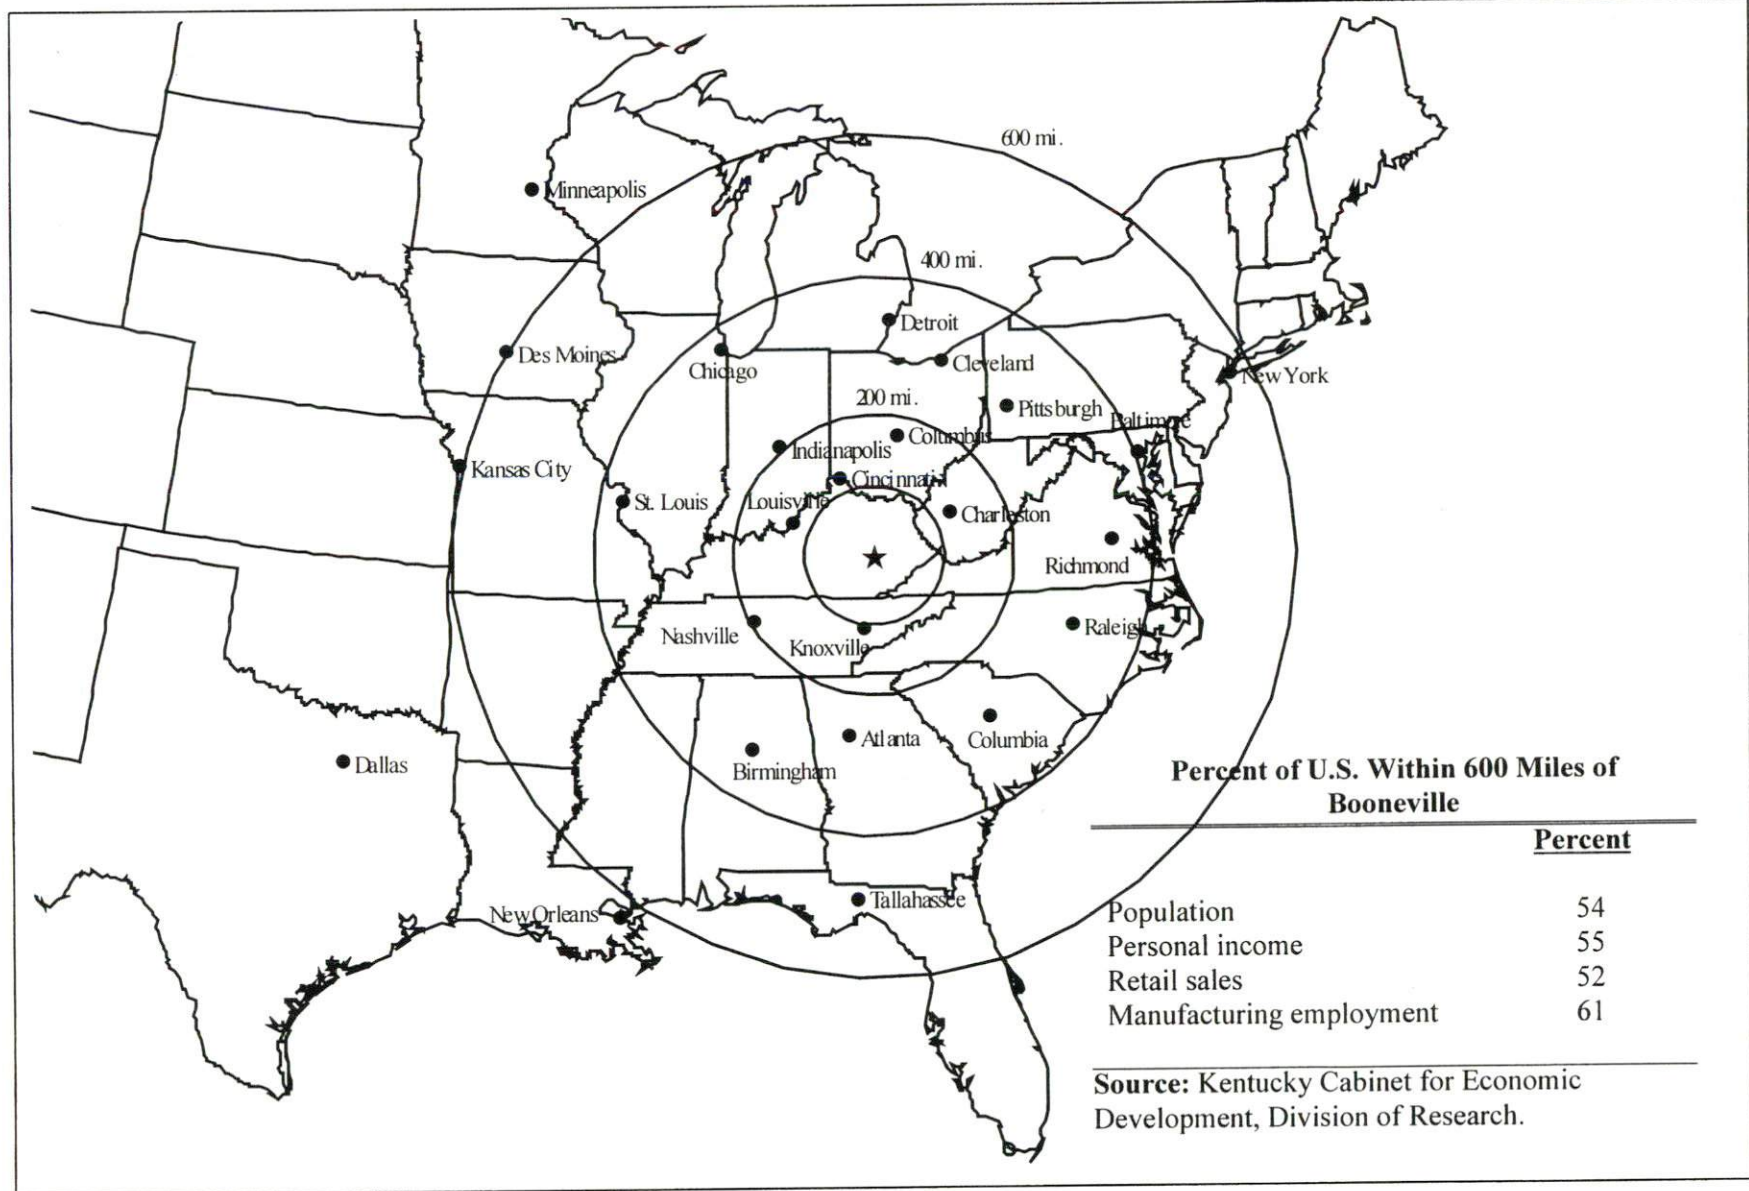 600 mi.
Minneapolis
400 mi.
Detroit
Des Moines
Chicago
Cleveland
New York
200 mi.
Pittsburgh
Baltimore
Columbus
Indianapolis
Kansas City
Cincinnati
St. Louis
Louisville
Charleston
Richmond
Nashville
Knoxville
Raleigh
Atlanta
Columbia
Birmingham
Dallas
Tallahassee
New Orleans
Percent of U.S. Within 600 Miles of
Booneville
Percent
Population 54
Personal income 55
Retail sales 52
Manufacturing employment 61
Source: Kentucky Cabinet for Economic
Development, Division of Research.